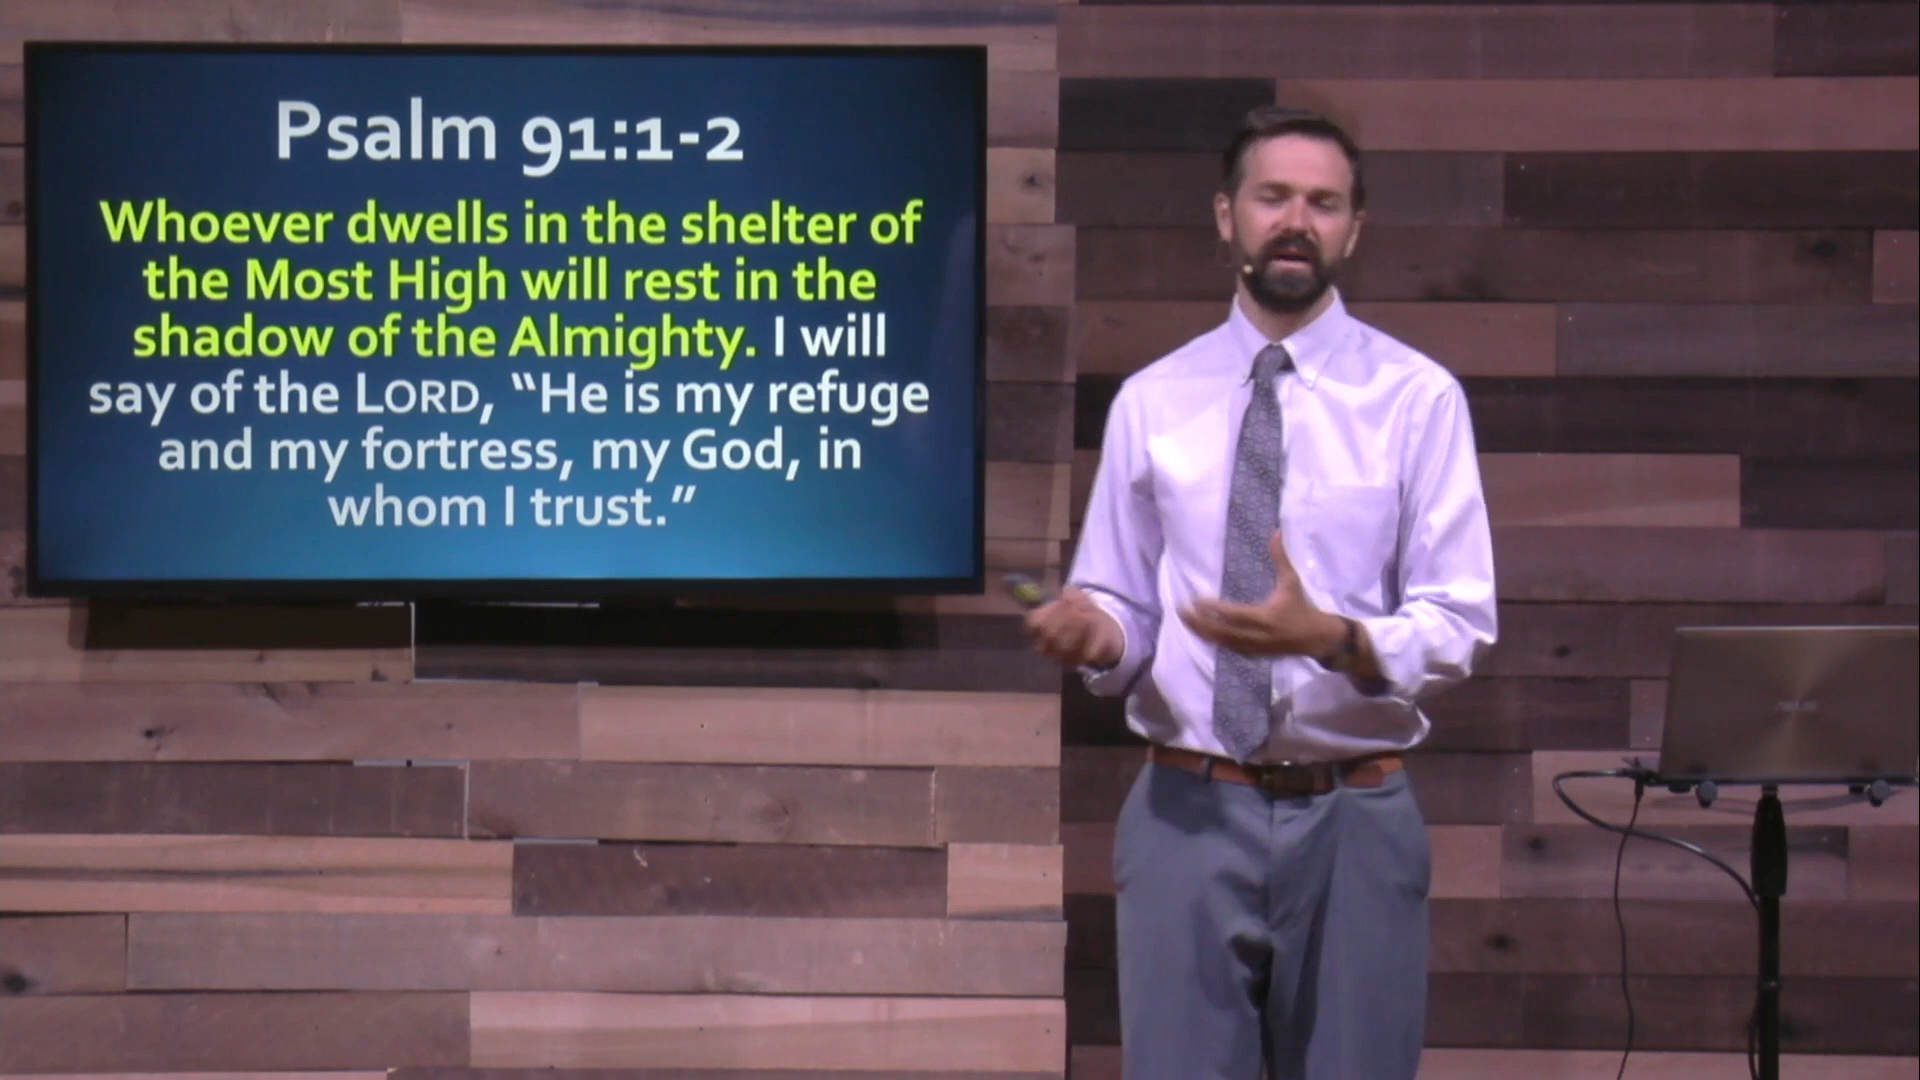 Psalm 91:1-2
Whoever dwells in the shelter of
the Most High will rest in the
shadow of the Almighty. I will
say of the LORD, “He is my refuge
and my fortress, my God, in
whom I trust.”
ASUS